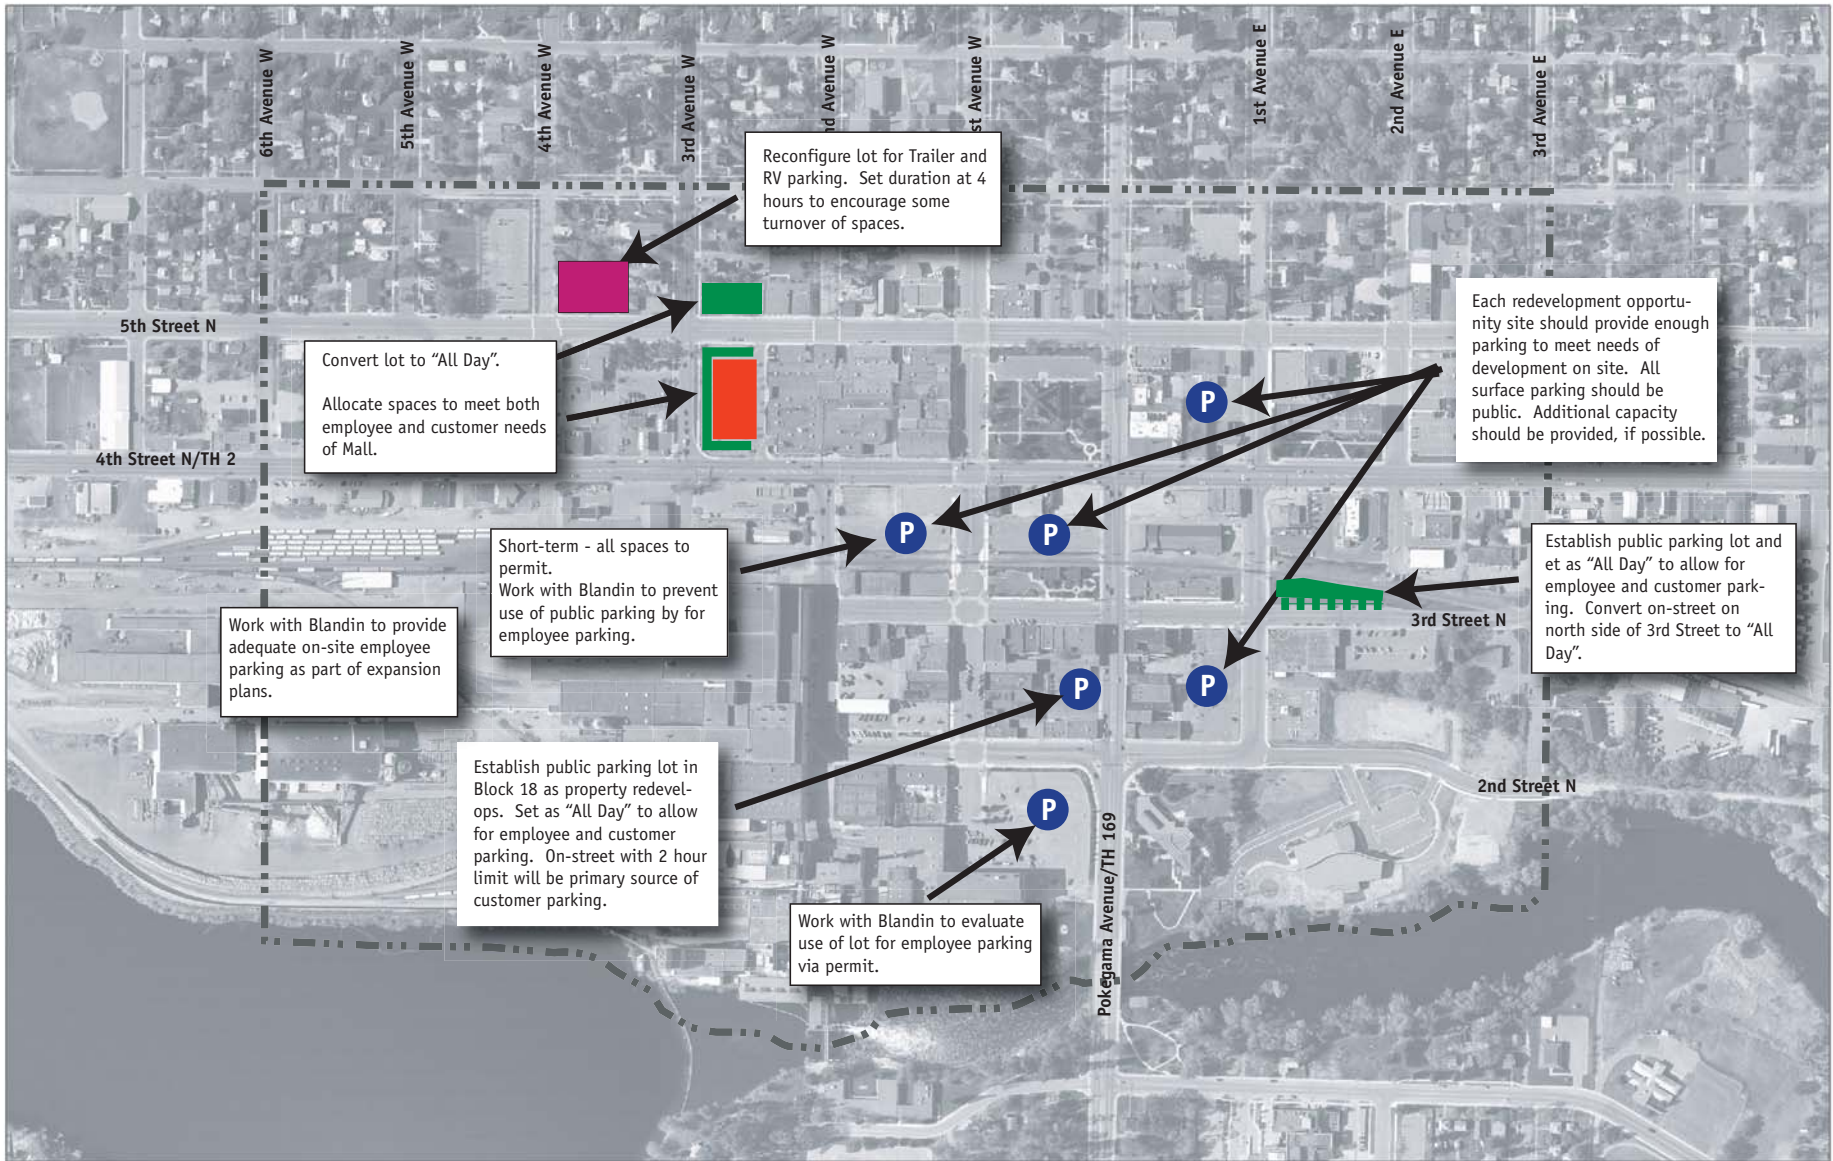 6th Avenue W
5th Avenue W
4th Avenue W
3rd Avenue W
nd Avenue W
st Avenue W
1st Avenue E
2nd Avenue E
3rd Avenue E
Reconfigure lot for Trailer and
RV parking. Set duration at 4
hours to encourage some
turnover of spaces.
5th Street N
Convert lot to “All Day”.
Allocate spaces to meet both
employee and customer needs
of Mall.
4th Street N/TH 2
Each redevelopment opportu-
nity site should provide enough
parking to meet needs of
development on site. All
surface parking should be
public. Additional capacity
should be provided, if possible.
P
P
P
Short-term - all spaces to
permit.
Work with Blandin to prevent
use of public parking by for
employee parking.
Establish public parking lot and
et as “All Day” to allow for
employee and customer park-
ing. Convert on-street on
north side of 3rd Street to “All
Day”.
3rd Street N
Work with Blandin to provide
adequate on-site employee
parking as part of expansion
plans.
P
P
Establish public parking lot in
Block 18 as property redevel-
ops. Set as “All Day” to allow
for employee and customer
parking. On-street with 2 hour
limit will be primary source of
customer parking.
2nd Street N
P
Pokegama Avenue/TH 169
Work with Blandin to evaluate
use of lot for employee parking
via permit.